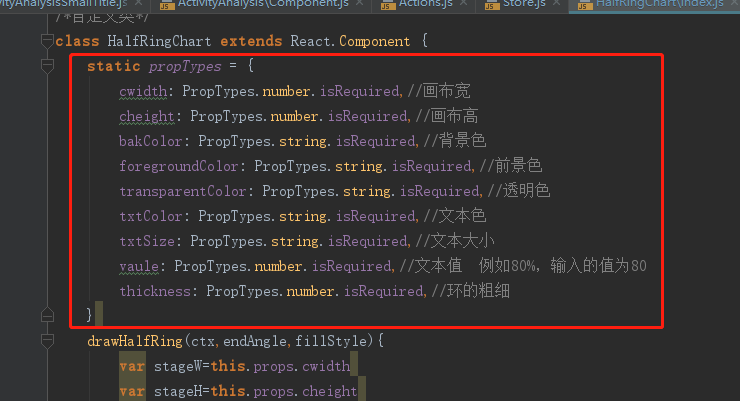 ivityAnalysisSmallTitle.js ActivityAnalysis\Component.js Actions.js Store.js HalfRingChart\index.js
/*自定义类*/
class HalfRingChart extends React.Component {
static propTypes = {
cwidth: PropTypes.number.isRequired,//画布宽
cheight: PropTypes.number.isRequired,//画布高
bakColor: PropTypes.string.isRequired,//背景色
foregroundColor: PropTypes.string.isRequired,//前景色
transparentColor: PropTypes.string.isRequired,//透明色
txtColor: PropTypes.string.isRequired,//文本色
txtSize: PropTypes.string.isRequired,//文本大小
vaule: PropTypes.number.isRequired,//文本值 例如80%，输入的值为80
thickness: PropTypes.number.isRequired,//环的粗细
}
drawHalfRing(ctx,endAngle,fillStyle){
var stageW=this.props.cwidth
var stageH=this.props.cheight